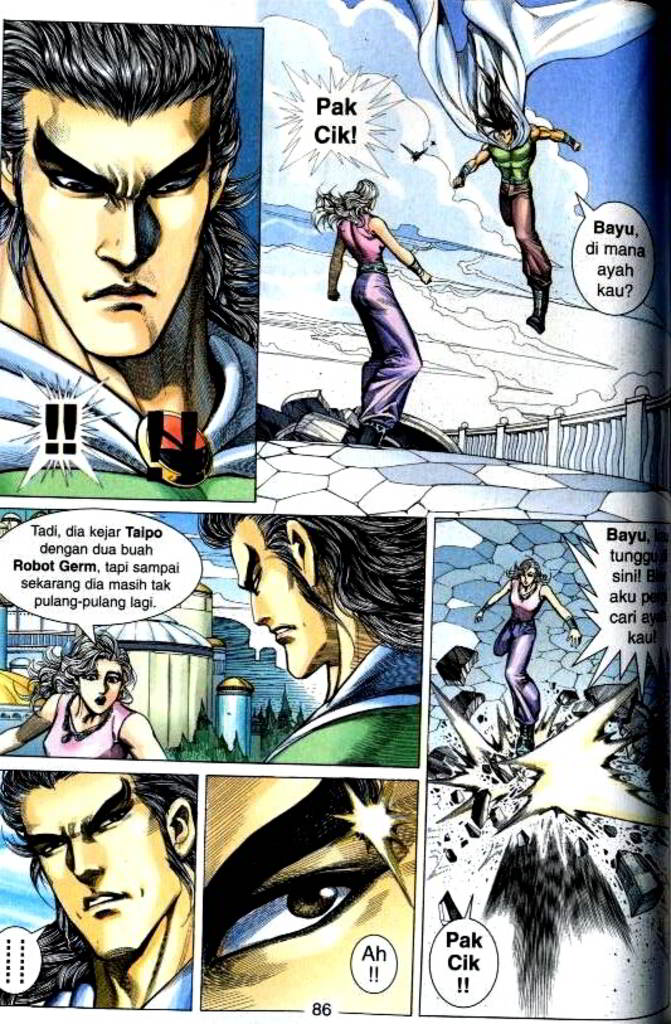 !!
!!
Pak
Cik!
Bayu,
di mana
ayah
kau?
Tadi, dia kejar Taipo
dengan dua buah
Robot Germ, tapi sampai
sekarang dia masih tak
pulang-pulang lagi.
Bayu,
tunggu
sini!
aku
cari
kau!
Pak
Cik
!!
Ah
!!
86